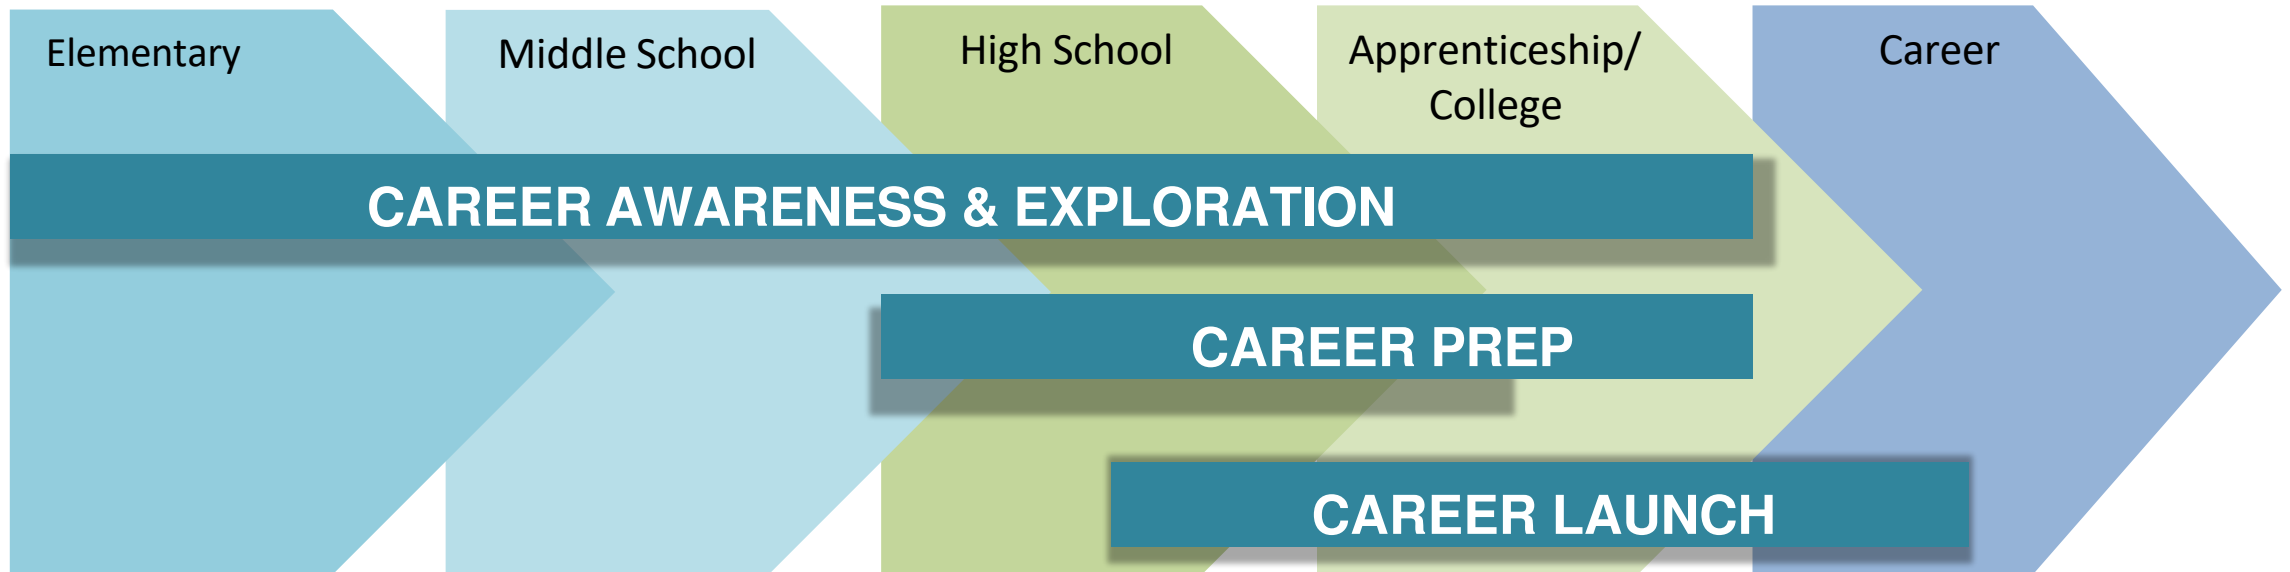 Elementary
Middle School
High School
Apprenticeship/
College
Career
CAREER AWARENESS & EXPLORATION
CAREER PREP
CAREER LAUNCH